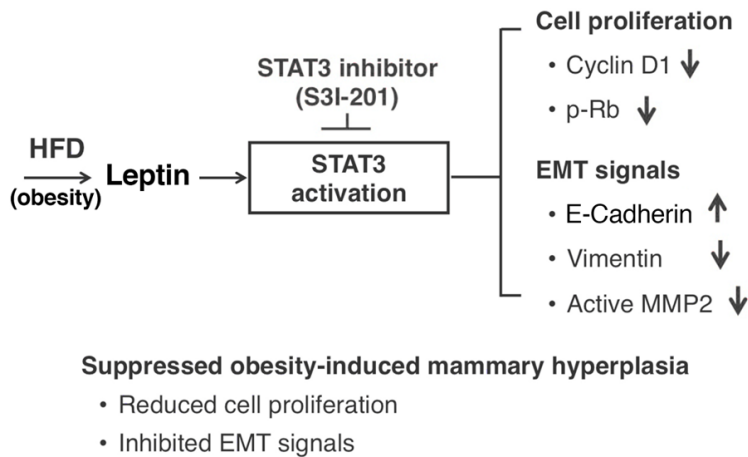 Cell proliferation
• Cyclin D1 ↓
• p-Rb ↓
STAT3 inhibitor
(S3I-201)
HFD
(obesity)
Leptin
STAT3
activation
EMT signals
• E-Cadherin ↑
• Vimentin ↓
• Active MMP2 ↓
Suppressed obesity-induced mammary hyperplasia
• Reduced cell proliferation
• Inhibited EMT signals